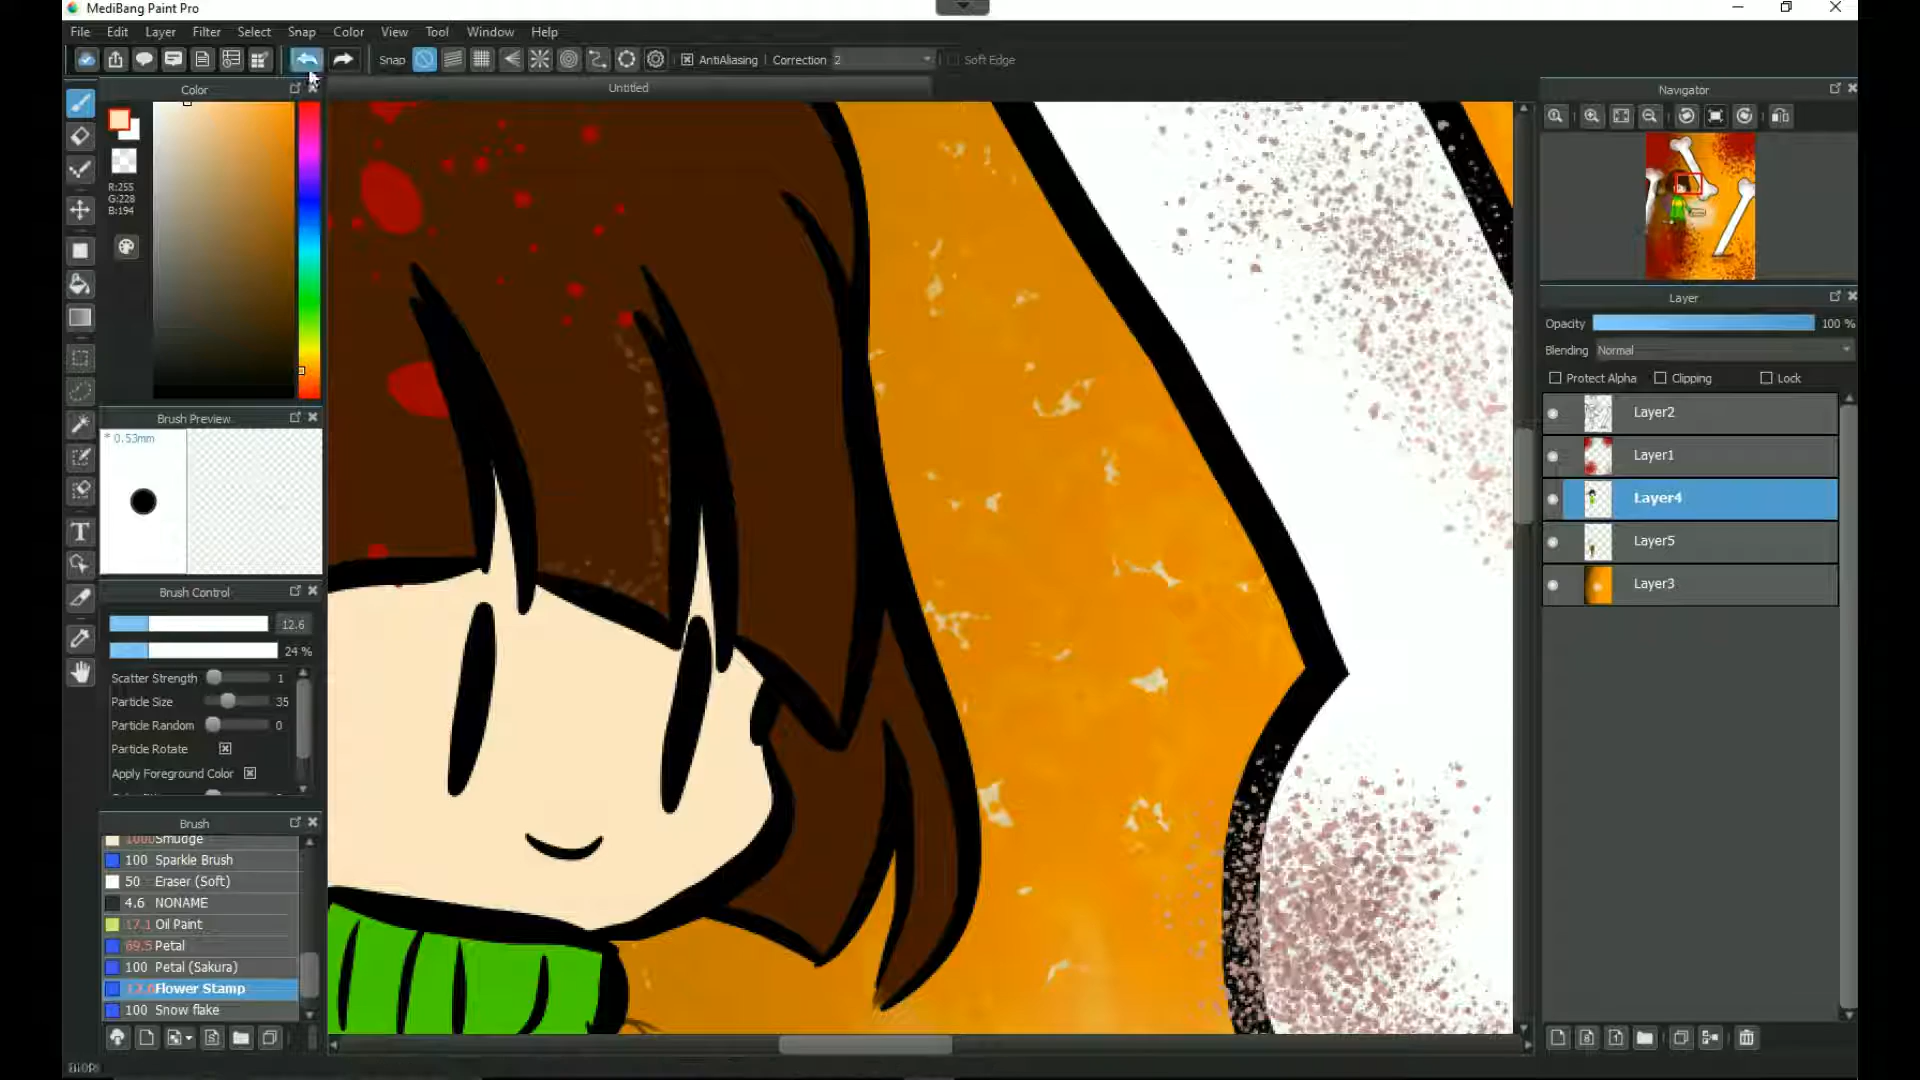 MediBang Paint Pro
File Edit Layer Filter Select Snap Color View Tool Window Help
Snap AntiAliasing Correction 2 Soft Edge
Color
Untitled
Navigator
R:255
G:228
B:194
Layer
Opacity 100 %
Blending Normal
Protect Alpha Clipping Lock
Layer2
Layer1
Layer4
Layer5
Layer3
Brush Preview
* 0.53mm
Brush Control
12.6
24 %
Scatter Strength 1
Particle Size 35
Particle Random 0
Particle Rotate
Apply Foreground Color
Brush
Smudge
100 Sparkle Brush
50 Eraser (Soft)
4.6 NONAME
17.1 Oil Paint
69.5 Petal
100 Petal (Sakura)
Flower Stamp
100 Snow flake